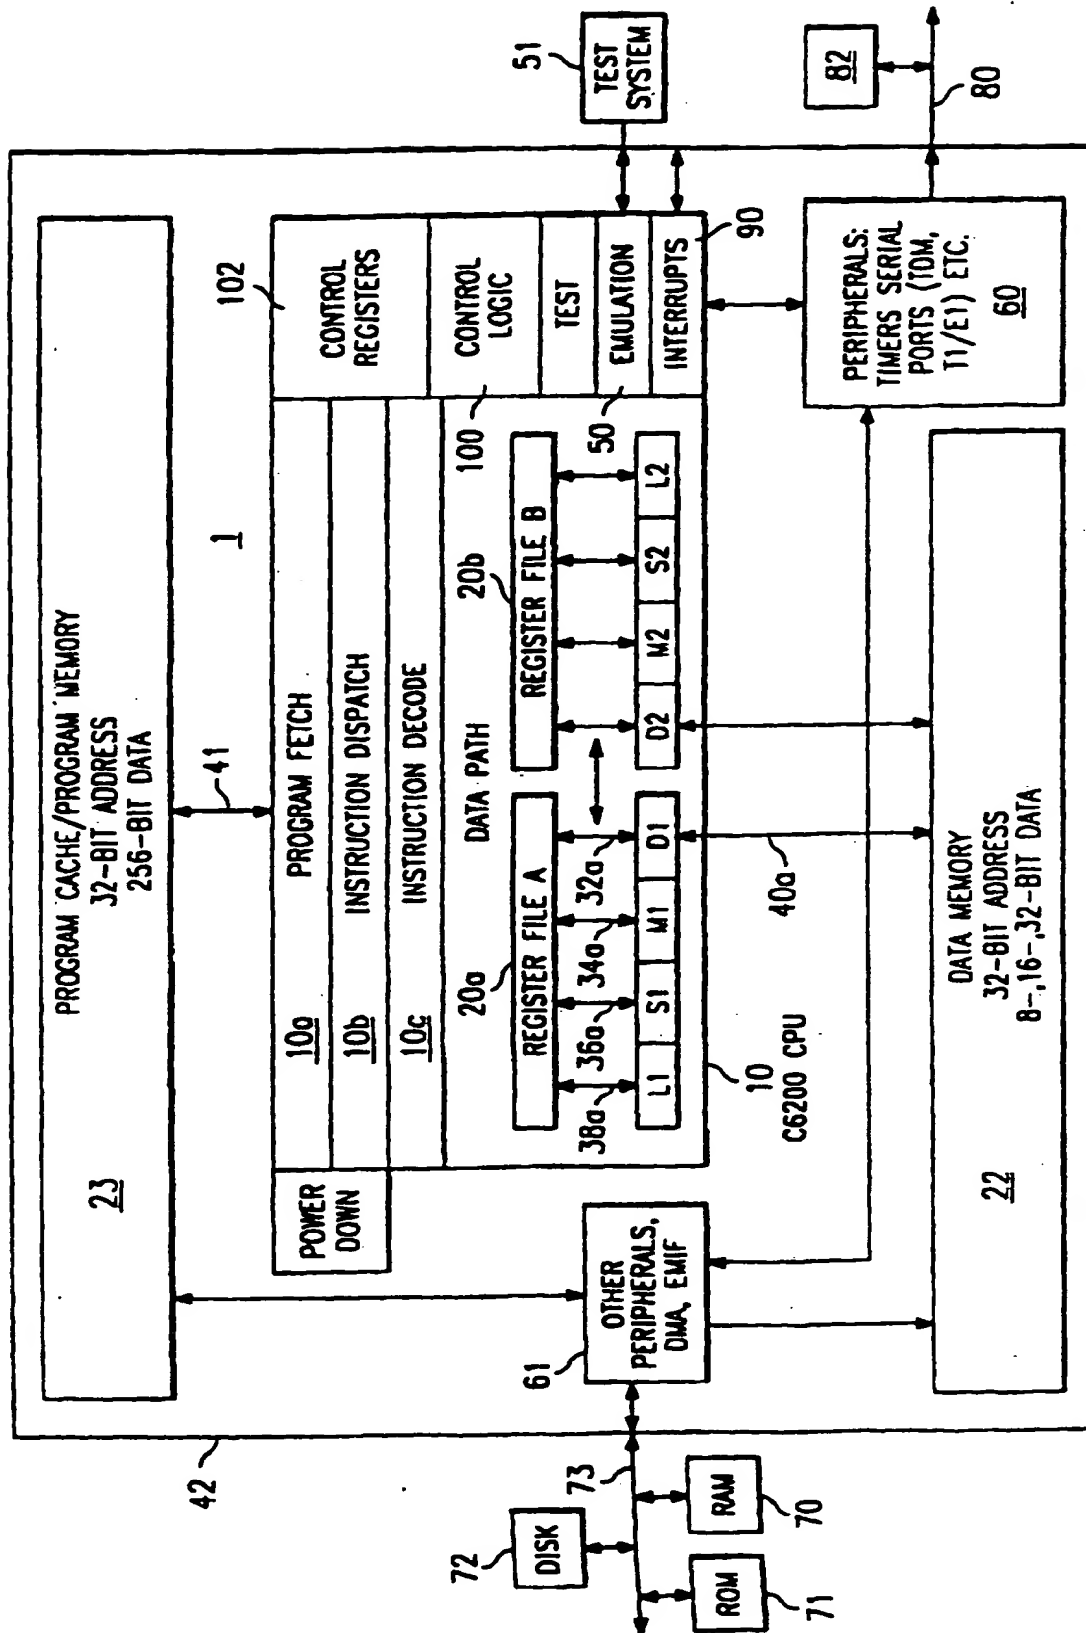 PROGRAM CACHE/PROGRAM MEMORY
32-BIT ADDRESS
256-BIT DATA
23
41
1
42
POWER
DOWN
10a
PROGRAM FETCH
10b
INSTRUCTION DISPATCH
10c
INSTRUCTION DECODE
102
CONTROL
REGISTERS
CONTROL
LOGIC
TEST
EMULATION
INTERRUPTS
100
50
90
51
TEST
SYSTEM
DATA PATH
20a
REGISTER FILE A
20b
REGISTER FILE B
38a
36a
34a
32a
L1
S1
M1
D1
D2
M2
S2
L2
10
C6200 CPU
40a
61
OTHER
PERIPHERALS,
DMA, EMIF
PERIPHERALS:
TIMERS SERIAL
PORTS (TDM,
T1/E1) ETC.
60
82
80
72
DISK
73
RAM
70
ROM
71
DATA MEMORY
32-BIT ADDRESS
8-,16-,32-BIT DATA
22